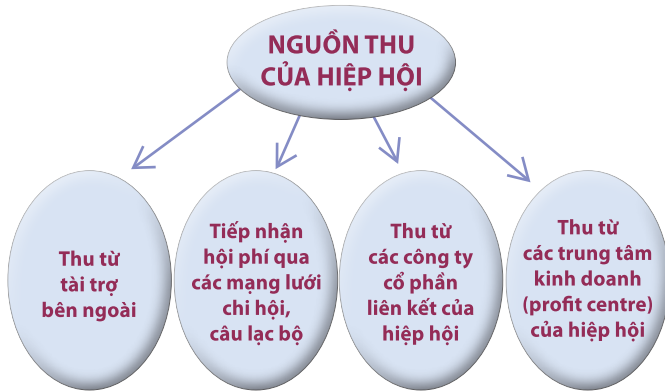 NGUỒN THU
CỦA HIỆP HỘI
Thu từ
tài trợ
bên ngoài
Tiếp nhận
hội phí qua
các mạng lưới
chi hội,
câu lạc bộ
Thu từ
các công ty
cổ phần
liên kết của
hiệp hội
Thu từ
các trung tâm
kinh doanh
(profit centre)
của hiệp hội